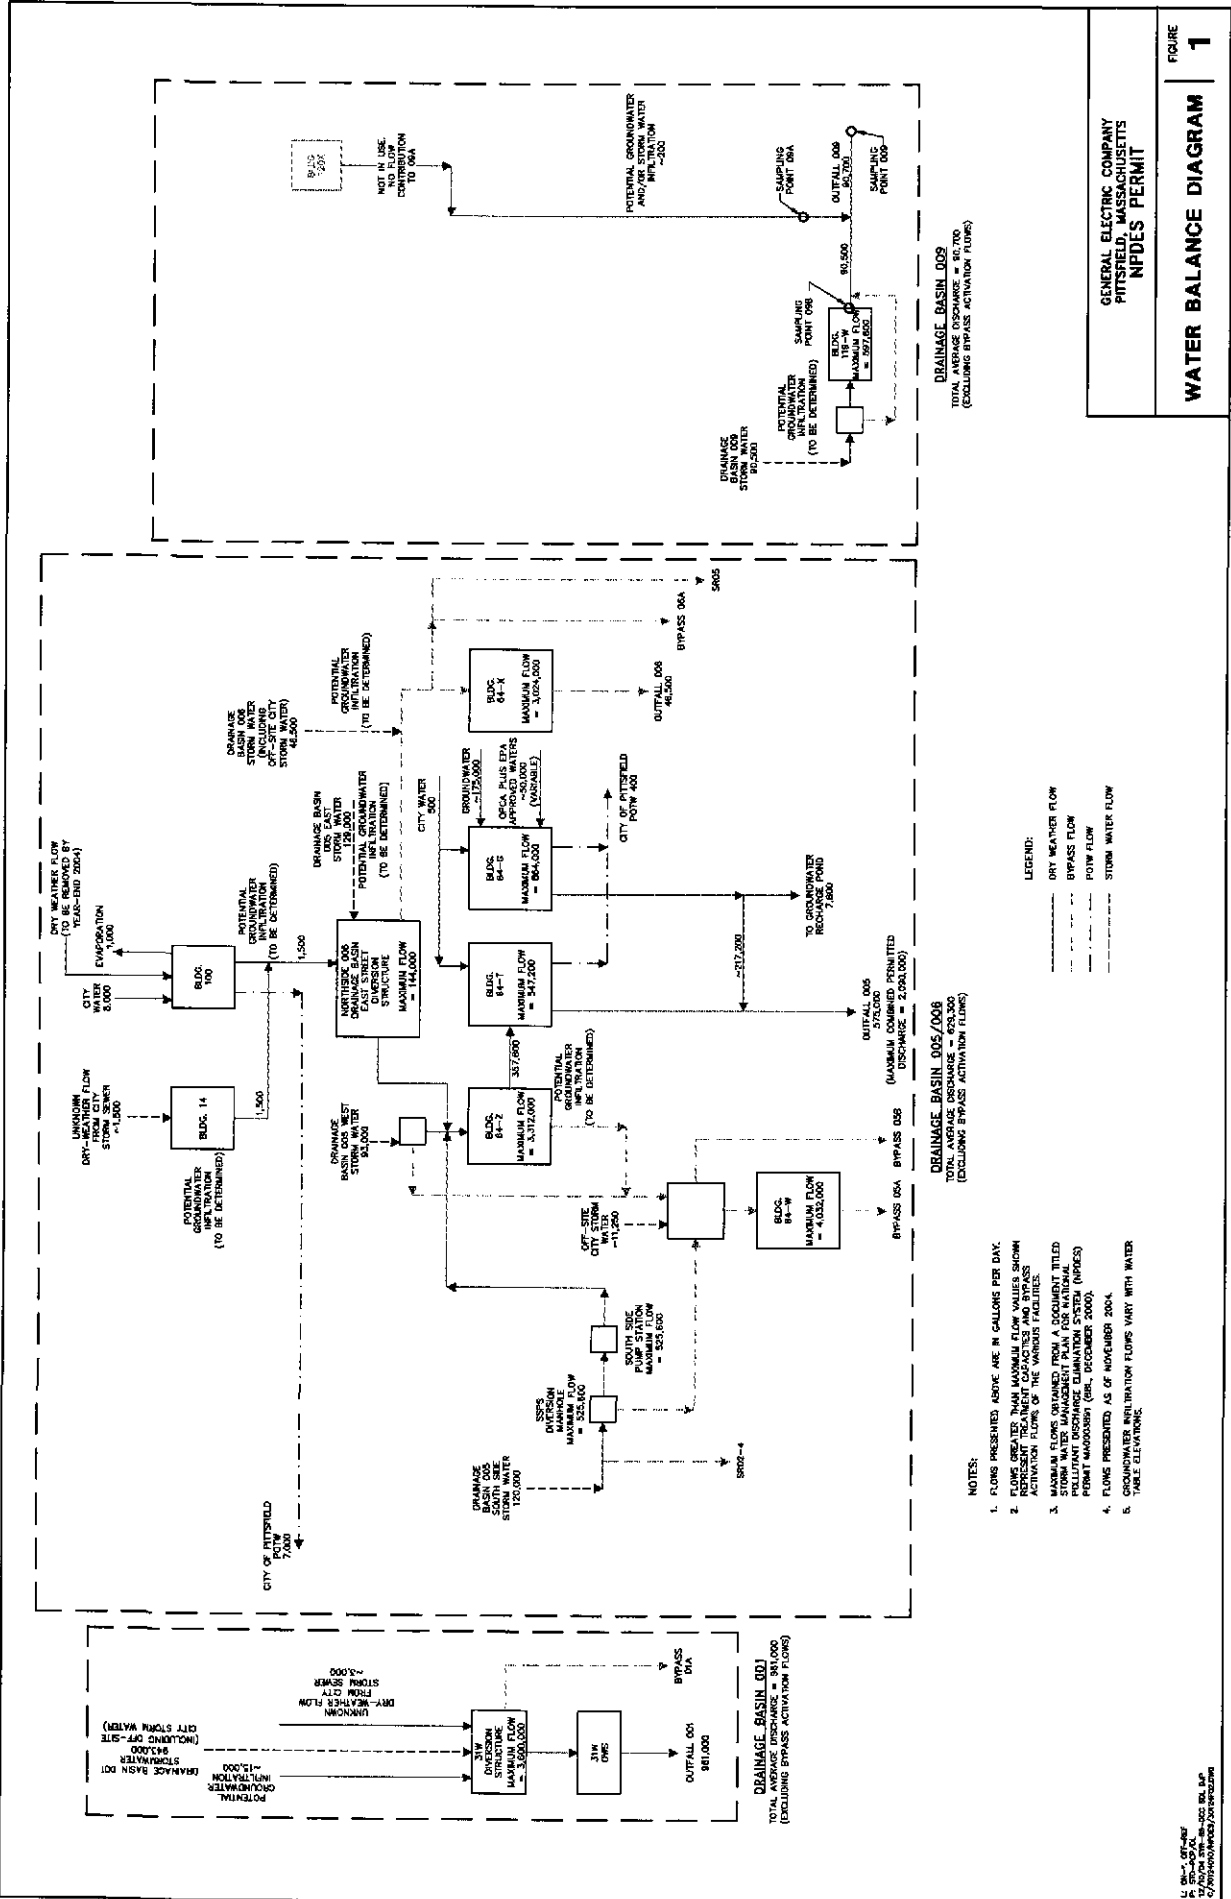 POTENTIAL
GROUNDWATER
INFILTRATION
~15,000
DRAINAGE BASIN 001
STORMWATER
943,000
(INCLUDING OFF-SITE
CITY STORM WATER)
UNKNOWN
DRY-WEATHER FLOW
FROM CITY
STORM SEWER
~3,000
31W
DIVERSION
STRUCTURE
MAXIMUM FLOW
= 3,600,000
31W
OWS
BYPASS
01A
OUTFALL 001
961,000
DRAINAGE BASIN 001
TOTAL AVERAGE DISCHARGE = 961,000
(EXCLUDING BYPASS ACTIVATION FLOWS)
CITY OF PITTSFIELD
POTW
7,000
UNKNOWN
DRY-WEATHER FLOW
FROM CITY
STORM SEWER
~1,500
BLDG. 14
POTENTIAL
GROUNDWATER
INFILTRATION
(TO BE DETERMINED)
1,500
CITY
WATER
8,000
DRY WEATHER FLOW
(TO BE REMOVED BY
YEAR-END 2004)
EVAPORATION
1,000
BLDG.
100
POTENTIAL
GROUNDWATER
INFILTRATION
(TO BE DETERMINED)
1,500
DRAINAGE BASIN
005 EAST
STORM WATER
129,000
POTENTIAL GROUNDWATER
INFILTRATION
(TO BE DETERMINED)
NORTHSIDE 006
DRAINAGE BASIN
EAST STREET
DIVERSION
STRUCTURE
MAXIMUM FLOW
= 144,000
DRAINAGE
BASIN 006
STORM WATER
(INCLUDING
OFF-SITE CITY
STORM WATER)
46,500
POTENTIAL
GROUNDWATER
INFILTRATION
(TO BE DETERMINED)
DRAINAGE
BASIN 005 WEST
STORM WATER
93,000
CITY WATER
500
GROUNDWATER
~175,000
OPCA PLUS EPA
APPROVED WATERS
~50,000
(VARIABLE)
BLDG.
64-Z
MAXIMUM FLOW
= 3,312,000
357,600
BLDG.
64-T
MAXIMUM FLOW
= 547,200
BLDG.
64-G
MAXIMUM FLOW
= 664,000
BLDG.
64-X
MAXIMUM FLOW
= 3,024,000
POTENTIAL
GROUNDWATER
INFILTRATION
(TO BE DETERMINED)
CITY OF PITTSFIELD
POTW 400
OUTFALL 006
46,500
BYPASS 06A
SR05
~217,200
TO GROUNDWATER
RECHARGE POND
7,800
OUTFALL 005
575,000
(MAXIMUM COMBINED PERMITTED
DISCHARGE = 2,090,000)
DRAINAGE
BASIN 005
SOUTH SIDE
STORM WATER
120,000
SSPS
DIVERSION
MANHOLE
MAXIMUM FLOW
= 525,600
SOUTH SIDE
PUMP STATION
MAXIMUM FLOW
= 525,600
OFF-SITE
CITY STORM
WATER
~11,250
BLDG.
64-W
MAXIMUM FLOW
= 4,032,000
SR02-4
BYPASS 05A
BYPASS 05B
DRAINAGE BASIN 005/006
TOTAL AVERAGE DISCHARGE = 629,300
(EXCLUDING BYPASS ACTIVATION FLOWS)
BLDG
120X
NOT IN USE.
NO FLOW
CONTRIBUTION
TO 09A
POTENTIAL GROUNDWATER
AND/OR STORM WATER
INFILTRATION
~200
DRAINAGE
BASIN 009
STORM WATER
90,500
POTENTIAL
GROUNDWATER
INFILTRATION
(TO BE DETERMINED)
BLDG.
119-W
MAXIMUM FLOW
= 597,600
SAMPLING
POINT 09B
90,500
SAMPLING
POINT 09A
OUTFALL 009
90,700
SAMPLING
POINT 009
DRAINAGE BASIN 009
TOTAL AVERAGE DISCHARGE = 90,700
(EXCLUDING BYPASS ACTIVATION FLOWS)
NOTES:
1. FLOWS PRESENTED ABOVE ARE IN GALLONS PER DAY.
2. FLOWS GREATER THAN MAXIMUM FLOW VALUES SHOWN
REPRESENT TREATMENT CAPACITIES AND BYPASS
ACTIVATION FLOWS OF THE VARIOUS FACILITIES.
3. MAXIMUM FLOWS OBTAINED FROM A DOCUMENT TITLED
STORM WATER MANAGEMENT PLAN FOR NATIONAL
POLLUTANT DISCHARGE ELIMINATION SYSTEM (NPDES)
PERMIT MA0003891 (BBL, DECEMBER 2000).
4. FLOWS PRESENTED AS OF NOVEMBER 2004.
5. GROUNDWATER INFILTRATION FLOWS VARY WITH WATER
TABLE ELEVATIONS.
LEGEND:
DRY WEATHER FLOW
BYPASS FLOW
POTW FLOW
STORM WATER FLOW
GENERAL ELECTRIC COMPANY
PITTSFIELD, MASSACHUSETTS
NPDES PERMIT
WATER BALANCE DIAGRAM
FIGURE
1